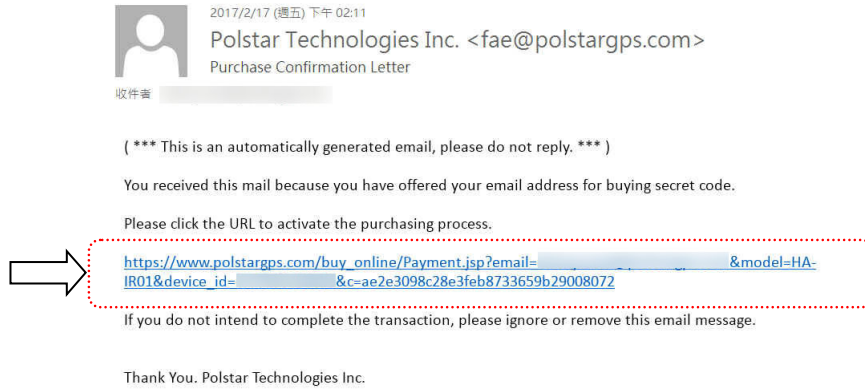 2017/2/17 (週五) 下午 02:11
Polstar Technologies Inc. <fae@polstargps.com>
Purchase Confirmation Letter
收件者
( *** This is an automatically generated email, please do not reply. *** )
You received this mail because you have offered your email address for buying secret code.
Please click the URL to activate the purchasing process.
https://www.polstargps.com/buy_online/Payment.jsp?email= &model=HA-
IR01&device_id= &c=ae2e3098c28e3feb8733659b29008072
If you do not intend to complete the transaction, please ignore or remove this email message.
Thank You. Polstar Technologies Inc.